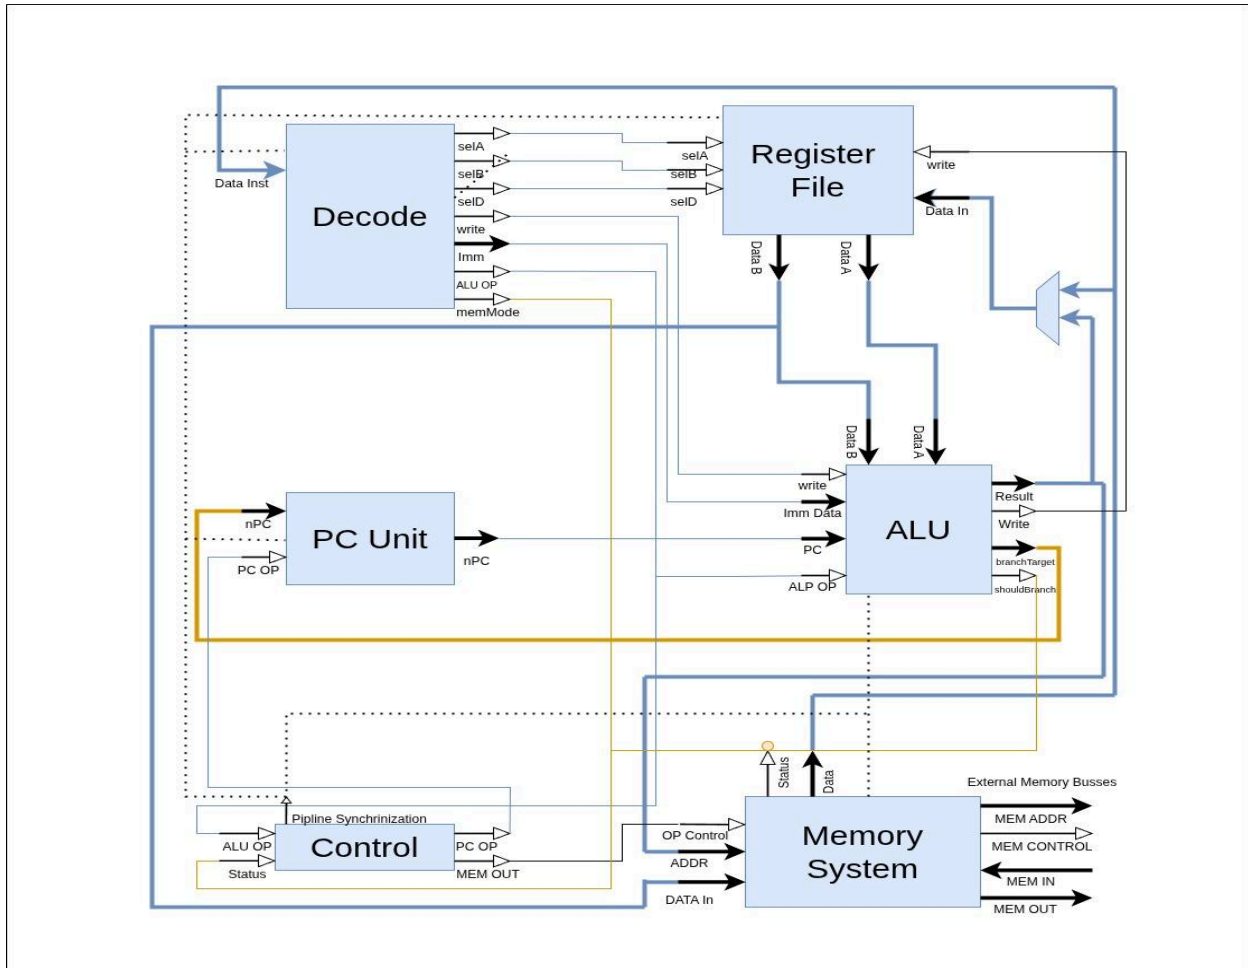 Register
File
selA
selB
selD
write
Data In
Data B
Data A
Decode
Data Inst
selA
selB
selD
write
Imm
ALU OP
memMode
Data B
Data A
ALU
write
Imm Data
PC
ALP OP
Result
Write
branchTarget
shouldBranch
PC Unit
nPC
PC OP
nPC
Pipline Synchrinization
Control
ALU OP
Status
PC OP
MEM OUT
Status
Data
Memory
System
OP Control
ADDR
DATA In
External Memory Busses
MEM ADDR
MEM CONTROL
MEM IN
MEM OUT